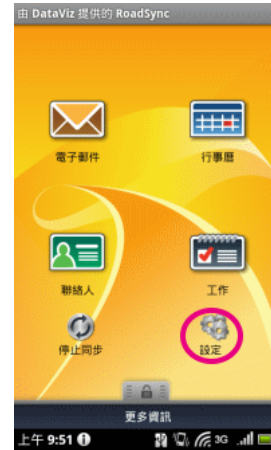 由 DataViz 提供的 RoadSync
電子郵件
行事曆
聯絡人
工作
停止同步
設定
更多資訊
上午 9:51
3G